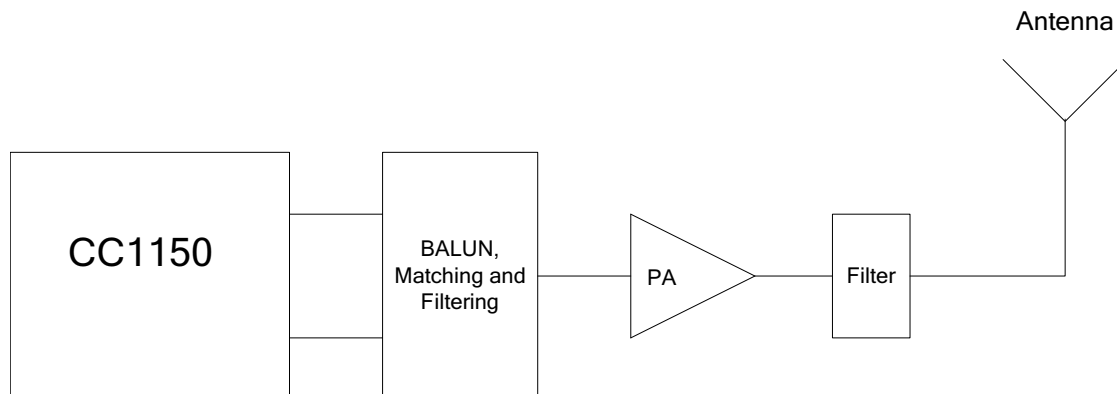 Antenna
CC1150
BALUN,
Matching and
Filtering
PA
Filter